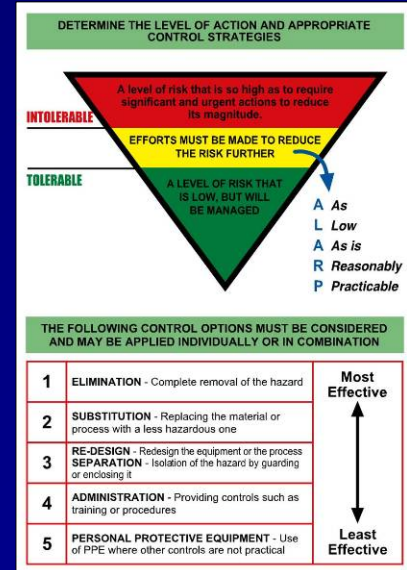 DETERMINE THE LEVEL OF ACTION AND APPROPRIATE
CONTROL STRATEGIES
A level of risk that is so high as to require
significant and urgent actions to reduce
its magnitude.
INTOLERABLE
EFFORTS MUST BE MADE TO REDUCE
THE RISK FURTHER
TOLERABLE
A LEVEL OF RISK THAT
IS LOW, BUT WILL
BE MANAGED
A As
L Low
A As is
R Reasonably
P Practicable
THE FOLLOWING CONTROL OPTIONS MUST BE CONSIDERED
AND MAY BE APPLIED INDIVIDUALLY OR IN COMBINATION
1 ELIMINATION - Complete removal of the hazard
Most
Effective
2 SUBSTITUTION - Replacing the material or
process with a less hazardous one
3 RE-DESIGN - Redesign the equipment or the process
SEPARATION - Isolation of the hazard by guarding
or enclosing it
4 ADMINISTRATION - Providing controls such as
training or procedures
5 PERSONAL PROTECTIVE EQUIPMENT - Use
of PPE where other controls are not practical
Least
Effective